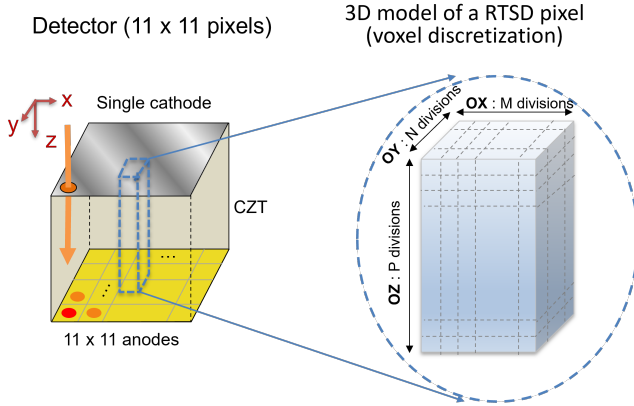 Detector (11 x 11 pixels)
3D model of a RTSD pixel
(voxel discretization)
x
y
z
Single cathode
CZT
...
...
11 x 11 anodes
OX : M divisions
OY : N divisions
OZ : P divisions